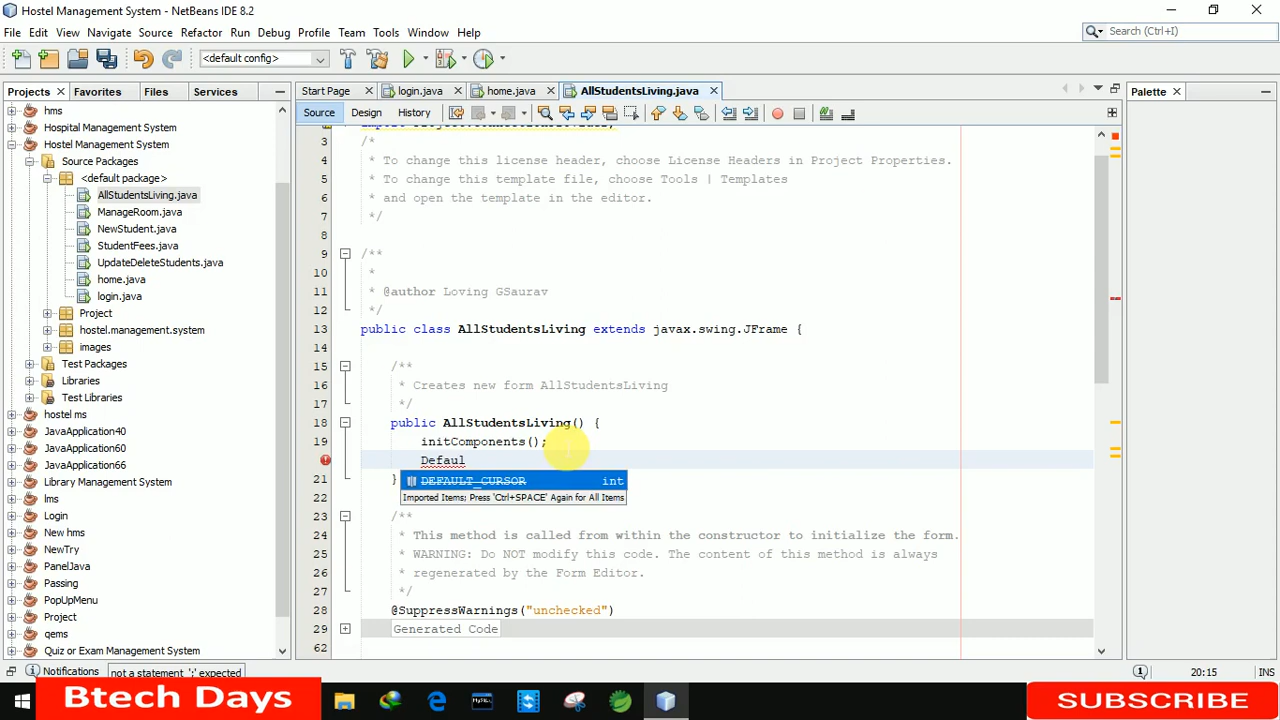 Hostel Management System - NetBeans IDE 8.2
File Edit View Navigate Source Refactor Run Debug Profile Team Tools Window Help
Search (Ctrl+I)
<default config>
Projects Favorites Files Services
Start Page login.java home.java AllStudentsLiving.java
Palette
Source Design History
hms
Hospital Management System
Hostel Management System
Source Packages
<default package>
AllStudentsLiving.java
ManageRoom.java
NewStudent.java
StudentFees.java
UpdateDeleteStudents.java
home.java
login.java
Project
hostel.management.system
images
Test Packages
Libraries
Test Libraries
hostel ms
JavaApplication40
JavaApplication60
JavaApplication66
Library Management System
lms
Login
New hms
NewTry
PanelJava
Passing
PopUpMenu
Project
qems
Quiz or Exam Management System
3 /*
4 * To change this license header, choose License Headers in Project Properties.
5 * To change this template file, choose Tools | Templates
6 * and open the template in the editor.
7 */
8
9 /**
10 *
11 * @author Loving GSaurav
12 */
13 public class AllStudentsLiving extends javax.swing.JFrame {
14
15 /**
16 * Creates new form AllStudentsLiving
17 */
18 public AllStudentsLiving() {
19 initComponents();
Defaul
21 }
DEFAULT_CURSOR int
22
Imported Items; Press 'Ctrl+SPACE' Again for All Items
23 /**
24 * This method is called from within the constructor to initialize the form.
25 * WARNING: Do NOT modify this code. The content of this method is always
26 * regenerated by the Form Editor.
27 */
28 @SuppressWarnings("unchecked")
29 Generated Code
62
Notifications not a statement ';' expected
20:15 INS
Btech Days
SUBSCRIBE